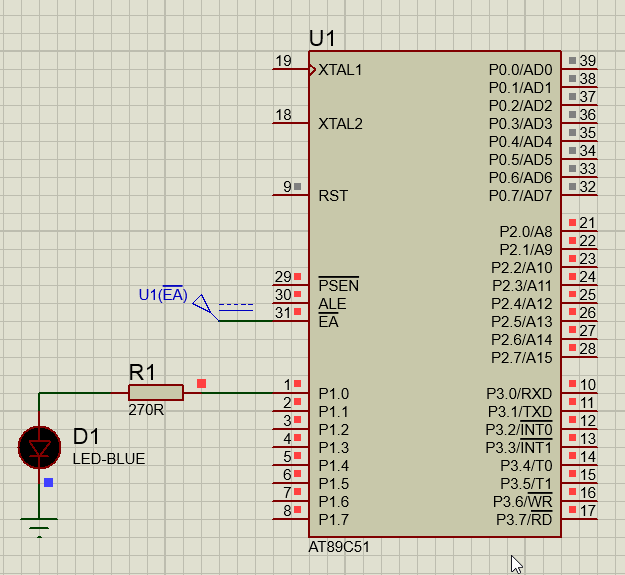 U1
19 XTAL1 P0.0/AD0 39
P0.1/AD1 38
P0.2/AD2 37
18 XTAL2 P0.3/AD3 36
P0.4/AD4 35
P0.5/AD5 34
P0.6/AD6 33
9 RST P0.7/AD7 32
P2.0/A8 21
P2.1/A9 22
P2.2/A10 23
29 PSEN P2.3/A11 24
U1(EA) 30 ALE P2.4/A12 25
31 EA P2.5/A13 26
P2.6/A14 27
P2.7/A15 28
R1
270R
1 P1.0 P3.0/RXD 10
2 P1.1 P3.1/TXD 11
3 P1.2 P3.2/INT0 12
4 P1.3 P3.3/INT1 13
5 P1.4 P3.4/T0 14
6 P1.5 P3.5/T1 15
7 P1.6 P3.6/WR 16
8 P1.7 P3.7/RD 17
D1
LED-BLUE
AT89C51